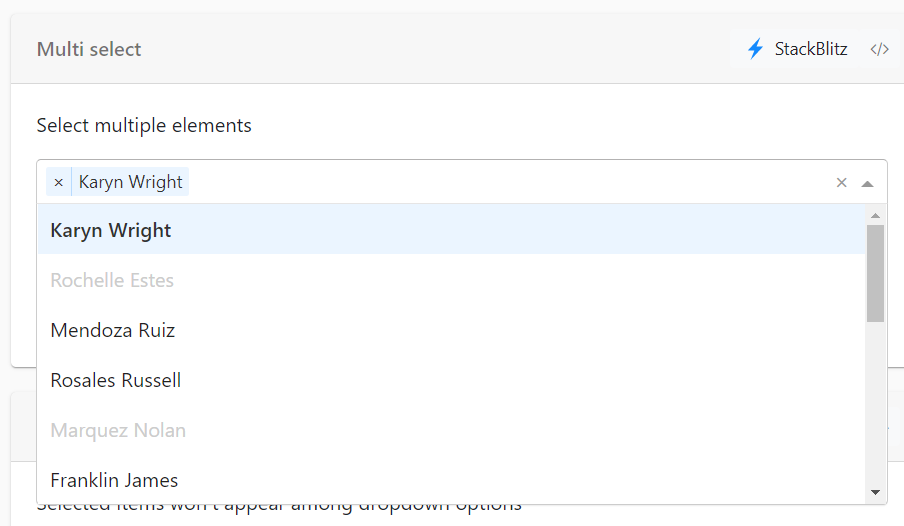 Multi select
StackBlitz </>
Select multiple elements
× Karyn Wright ×
Karyn Wright
Rochelle Estes
Mendoza Ruiz
Rosales Russell
Marquez Nolan
Franklin James
Selected items won't appear among dropdown options